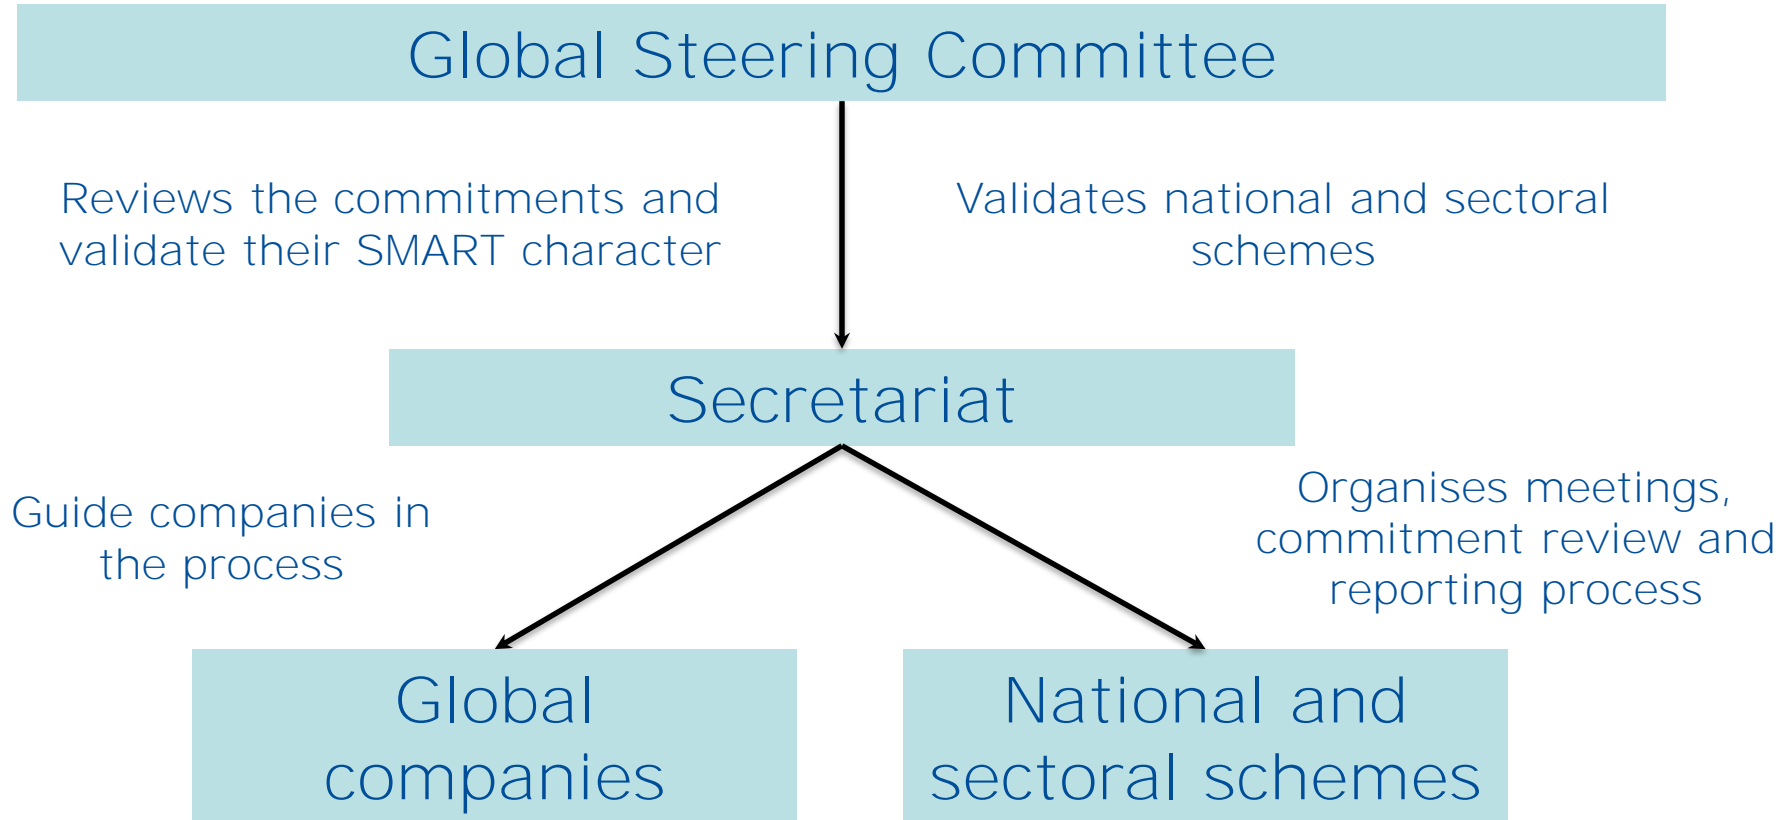 Global Steering Committee
Reviews the commitments and
validate their SMART character
Validates national and sectoral
schemes
Secretariat
Guide companies in
the process
Organises meetings,
commitment review and
reporting process
Global
companies
National and
sectoral schemes